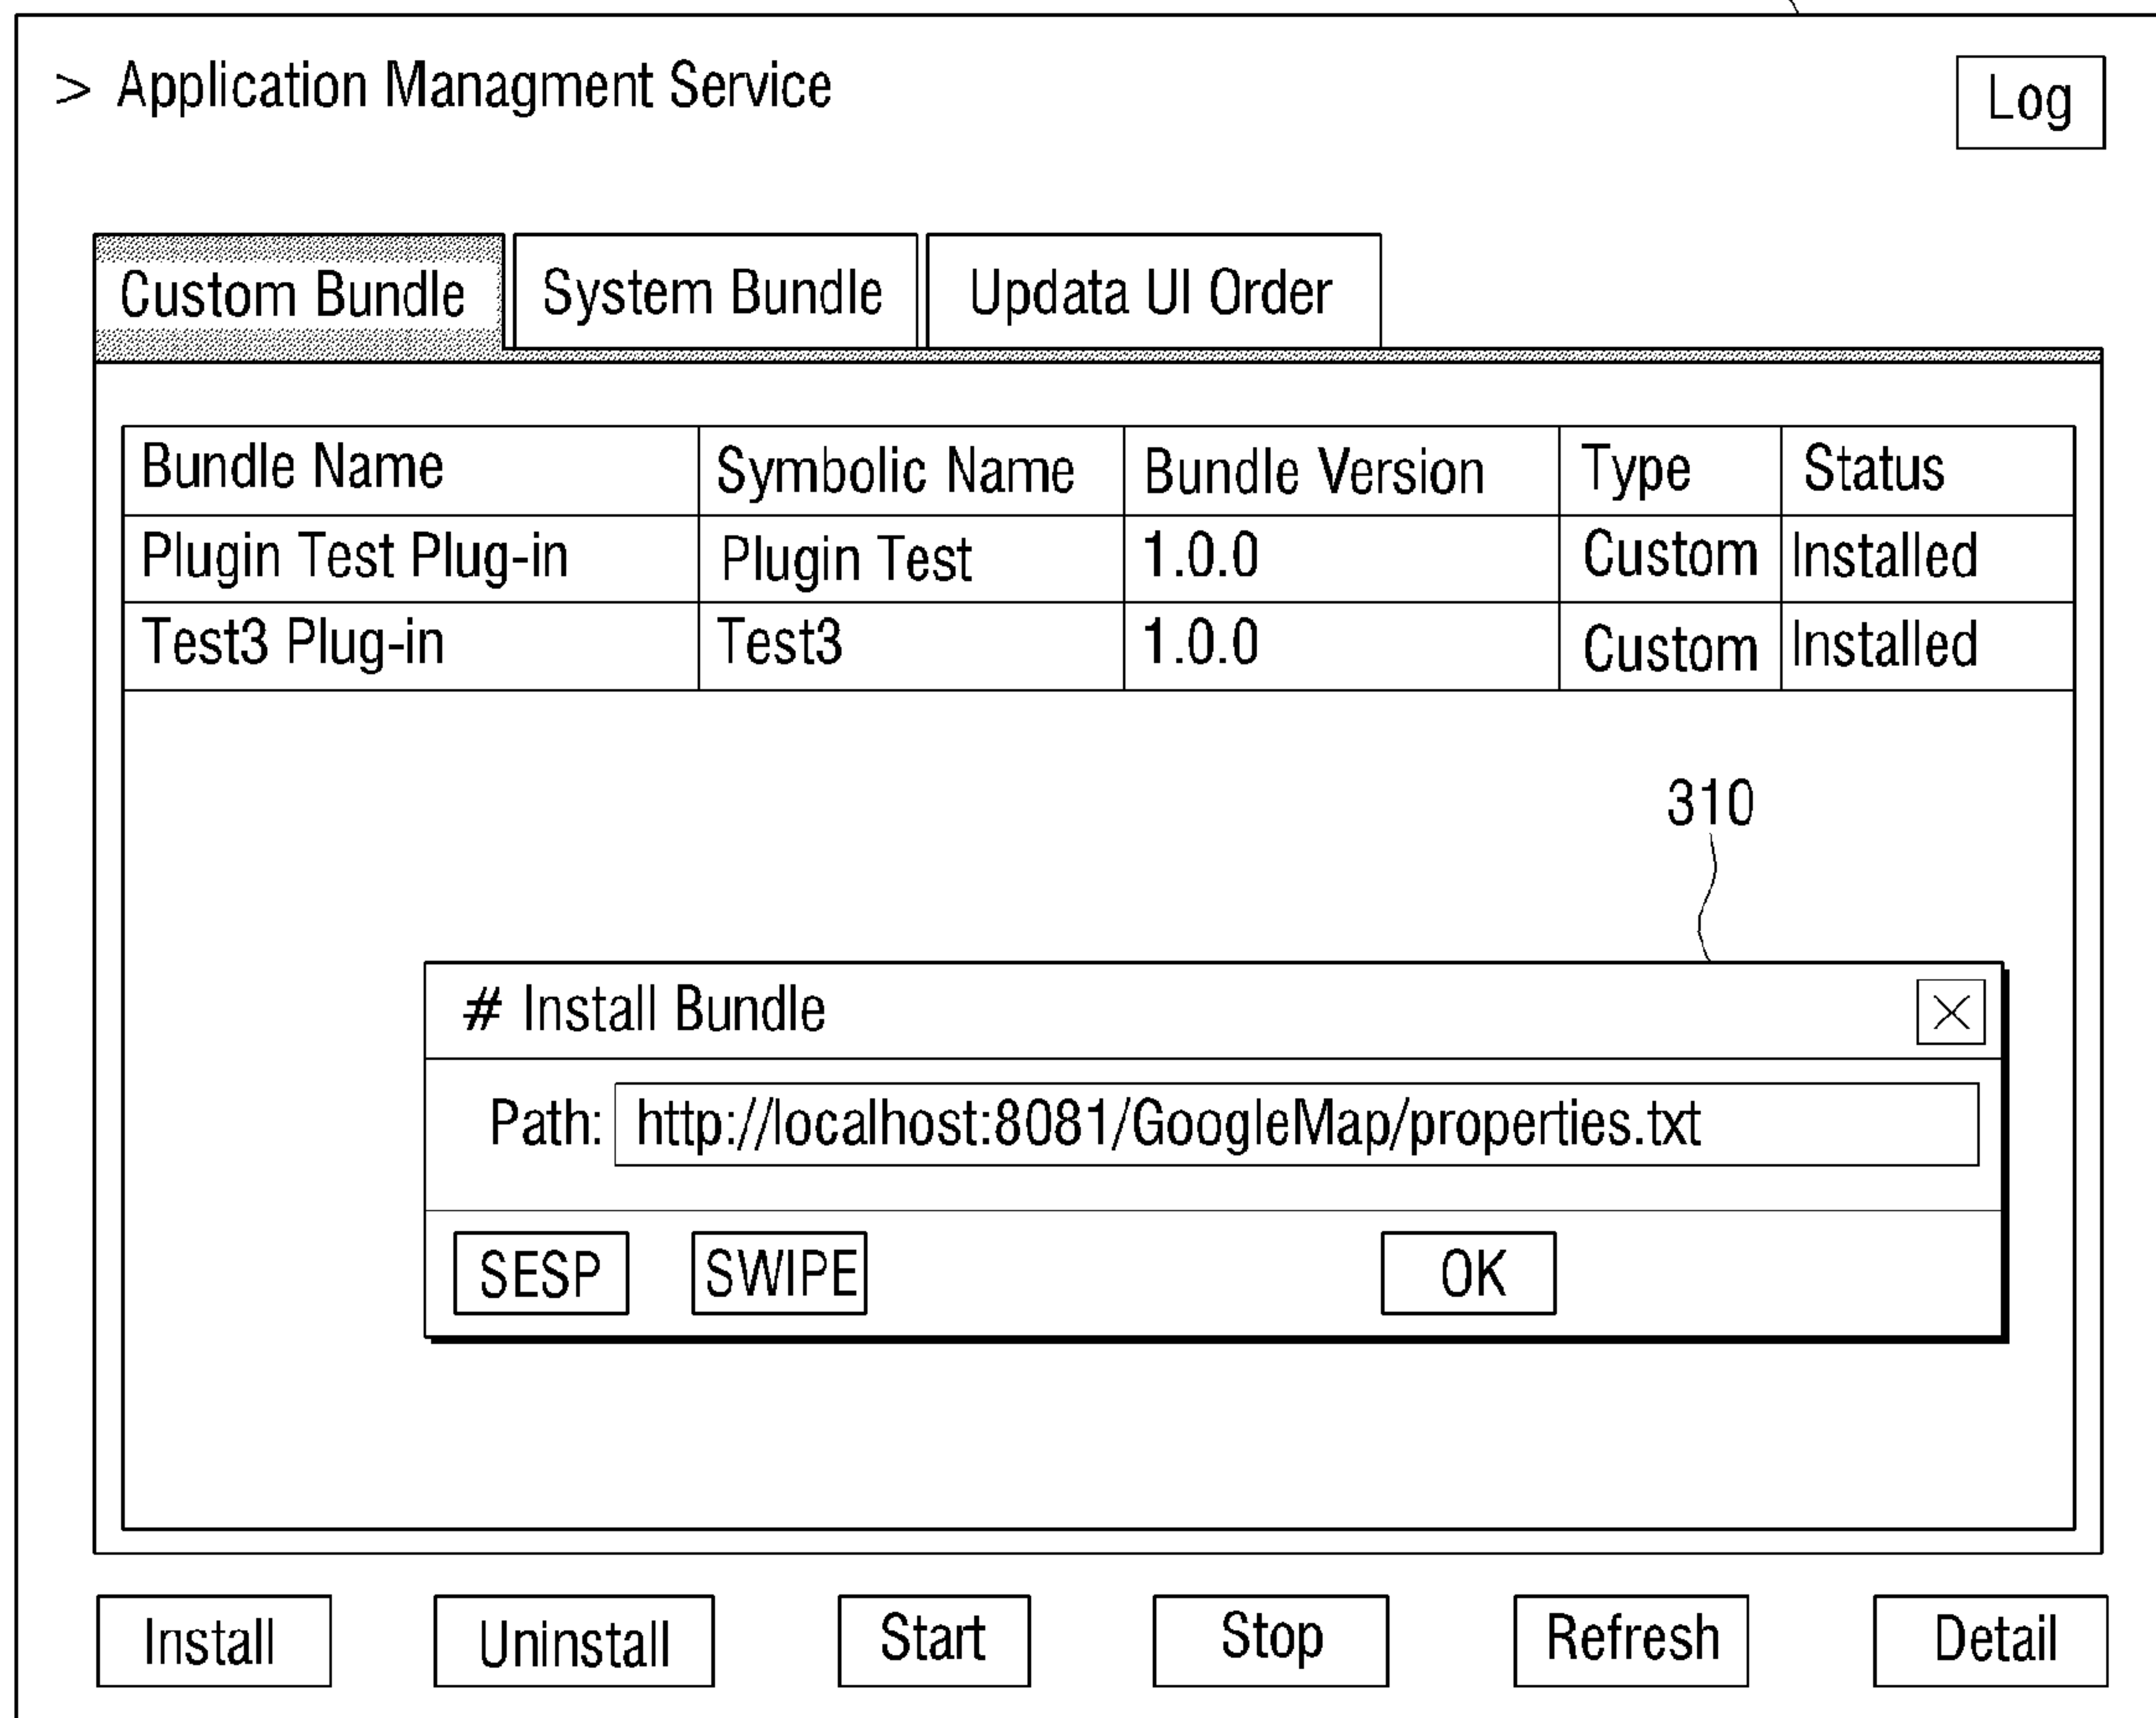 > Application Managment Service
Log
Custom Bundle System Bundle Updata UI Order
Bundle Name Symbolic Name Bundle Version Type Status
Plugin Test Plug-in Plugin Test 1.0.0 Custom Installed
Test3 Plug-in Test3 1.0.0 Custom Installed
310
# Install Bundle
Path: http://localhost:8081/GoogleMap/properties.txt
SESP SWIPE OK
Install Uninstall Start Stop Refresh Detail